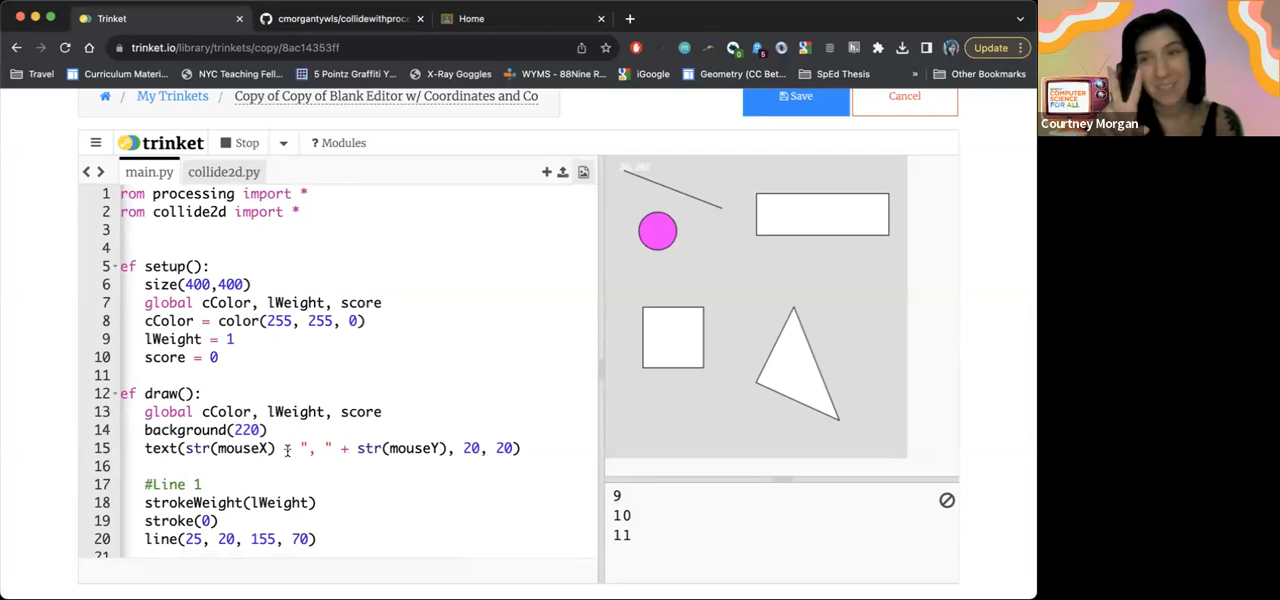 Trinket
cmorgantywls/collidewithproce
Home
trinket.io/library/trinkets/copy/8ac14353ff
Update
Travel
Curriculum Materi...
NYC Teaching Fell...
5 Pointz Graffiti Y...
X-Ray Goggles
WYMS - 88Nine R...
iGoogle
Geometry (CC Bet...
SpEd Thesis
»
Other Bookmarks
My Trinkets / Copy of Copy of Blank Editor w/ Coordinates and Co
Save
Cancel
trinket
Stop
? Modules
main.py
collide2d.py
1 rom processing import *
2 rom collide2d import *
3
4
5 ef setup():
6 size(400,400)
7 global cColor, lWeight, score
8 cColor = color(255, 255, 0)
9 lWeight = 1
10 score = 0
11
12 ef draw():
13 global cColor, lWeight, score
14 background(220)
15 text(str(mouseX) + ", " + str(mouseY), 20, 20)
16
17 #Line 1
18 strokeWeight(lWeight)
19 stroke(0)
20 line(25, 20, 155, 70)
9
10
11
COMPUTER
SCIENCE
FOR ALL
Courtney Morgan